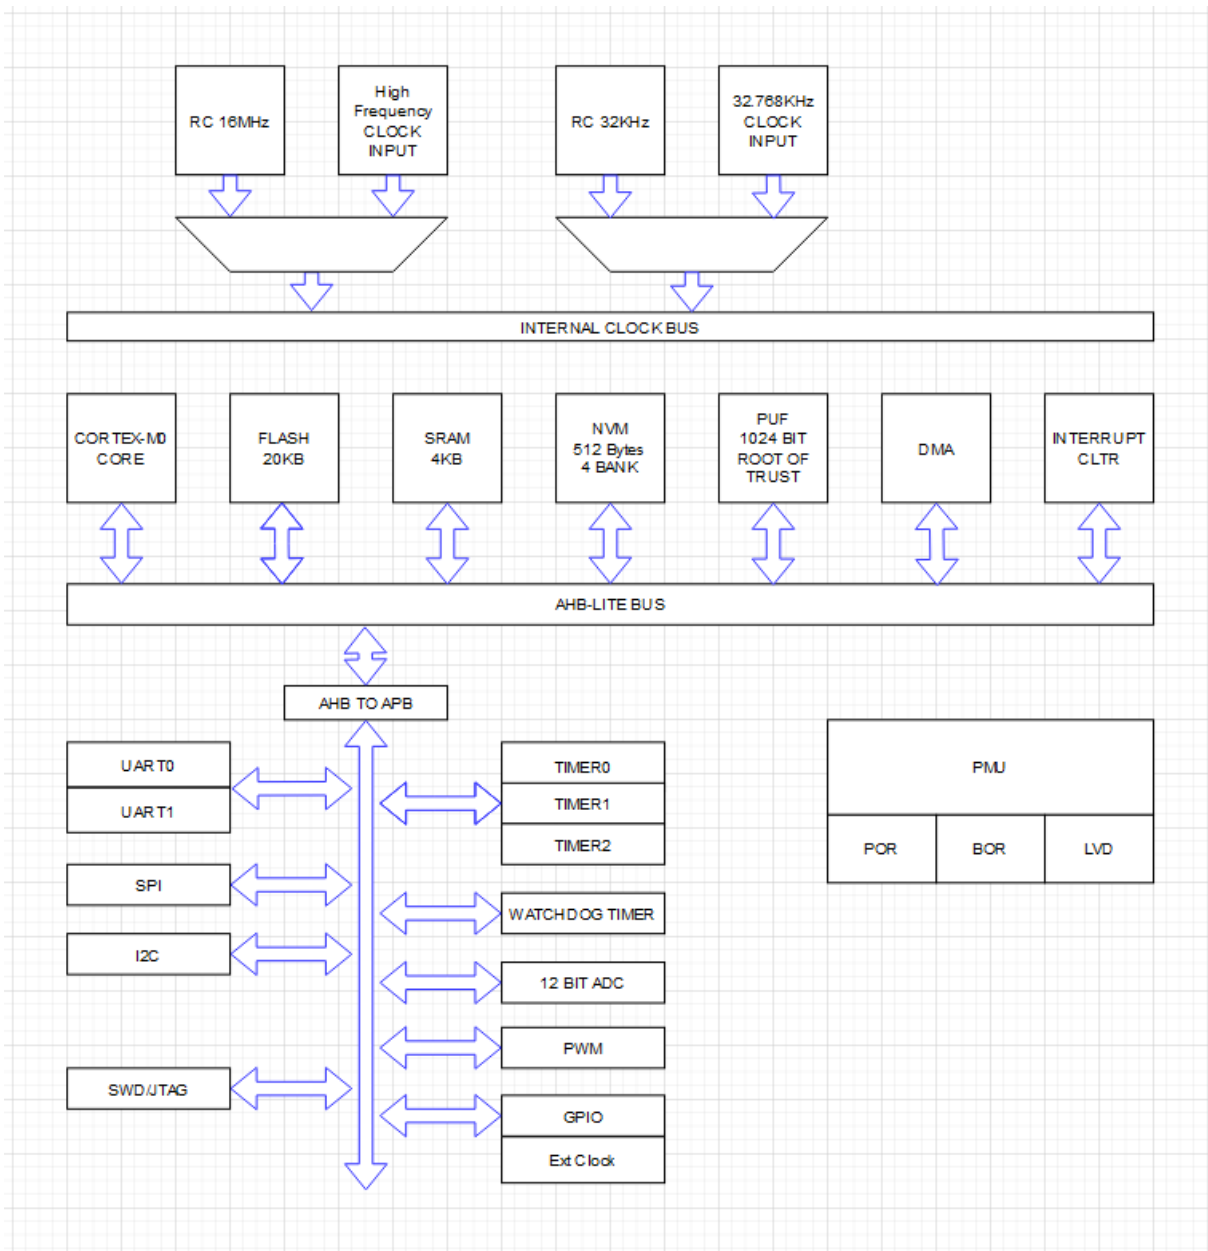 RC 16MHz
High
Frequency
CLOCK
INPUT
RC 32KHz
32.768KHz
CLOCK
INPUT
INTERNAL CLOCK BUS
CORTEX-M0
CORE
FLASH
20KB
SRAM
4KB
NVM
512 Bytes
4 BANK
PUF
1024 BIT
ROOT OF
TRUST
DMA
INTERRUPT
CLTR
AHB-LITE BUS
AHB TO APB
UART0
UART1
SPI
I2C
SWD/JTAG
TIMER0
TIMER1
TIMER2
WATCHDOG TIMER
12 BIT ADC
PWM
GPIO
Ext Clock
PMU
POR
BOR
LVD